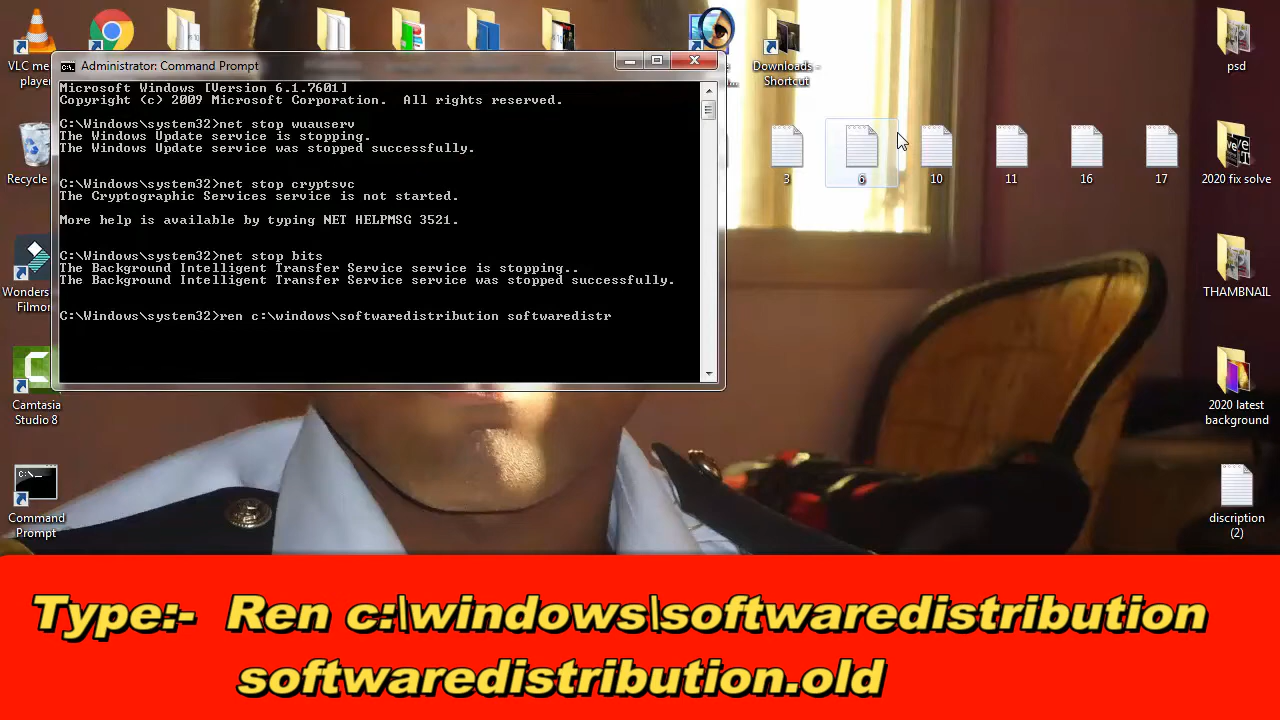 VLC me
player
Downloads -
Shortcut
psd
Administrator: Command Prompt
Microsoft Windows [Version 6.1.7601]
Copyright (c) 2009 Microsoft Corporation.  All rights reserved.
C:\Windows\system32>net stop wuauserv
The Windows Update service is stopping.
The Windows Update service was stopped successfully.
C:\Windows\system32>net stop cryptsvc
The Cryptographic Services service is not started.
More help is available by typing NET HELPMSG 3521.
C:\Windows\system32>net stop bits
The Background Intelligent Transfer Service service is stopping..
The Background Intelligent Transfer Service service was stopped successfully.
C:\Windows\system32>ren c:\windows\softwaredistribution softwaredistr
Recycle
3
6
10
11
16
17
2020 fix solve
Wonders
Filmor
THUMBNAIL
Camtasia
Studio 8
2020 latest
background
Command
Prompt
discription
(2)
Type:-  Ren c:\windows\softwaredistribution
softwaredistribution.old